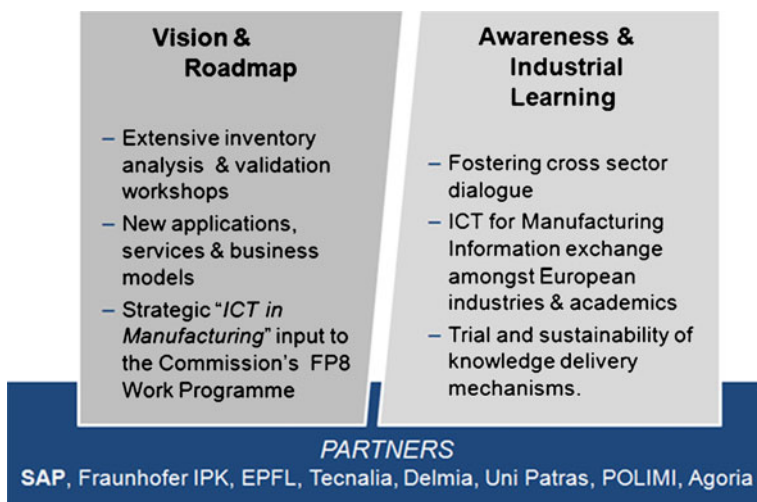 Vision &
Roadmap
– Extensive inventory
analysis & validation
workshops
– New applications,
services & business
models
– Strategic “ICT in
Manufacturing” input to
the Commission’s FP8
Work Programme
Awareness &
Industrial
Learning
– Fostering cross sector
dialogue
– ICT for Manufacturing
Information exchange
amongst European
industries & academics
– Trial and sustainability of
knowledge delivery
mechanisms.
PARTNERS
SAP, Fraunhofer IPK, EPFL, Tecnalia, Delmia, Uni Patras, POLIMI, Agoria